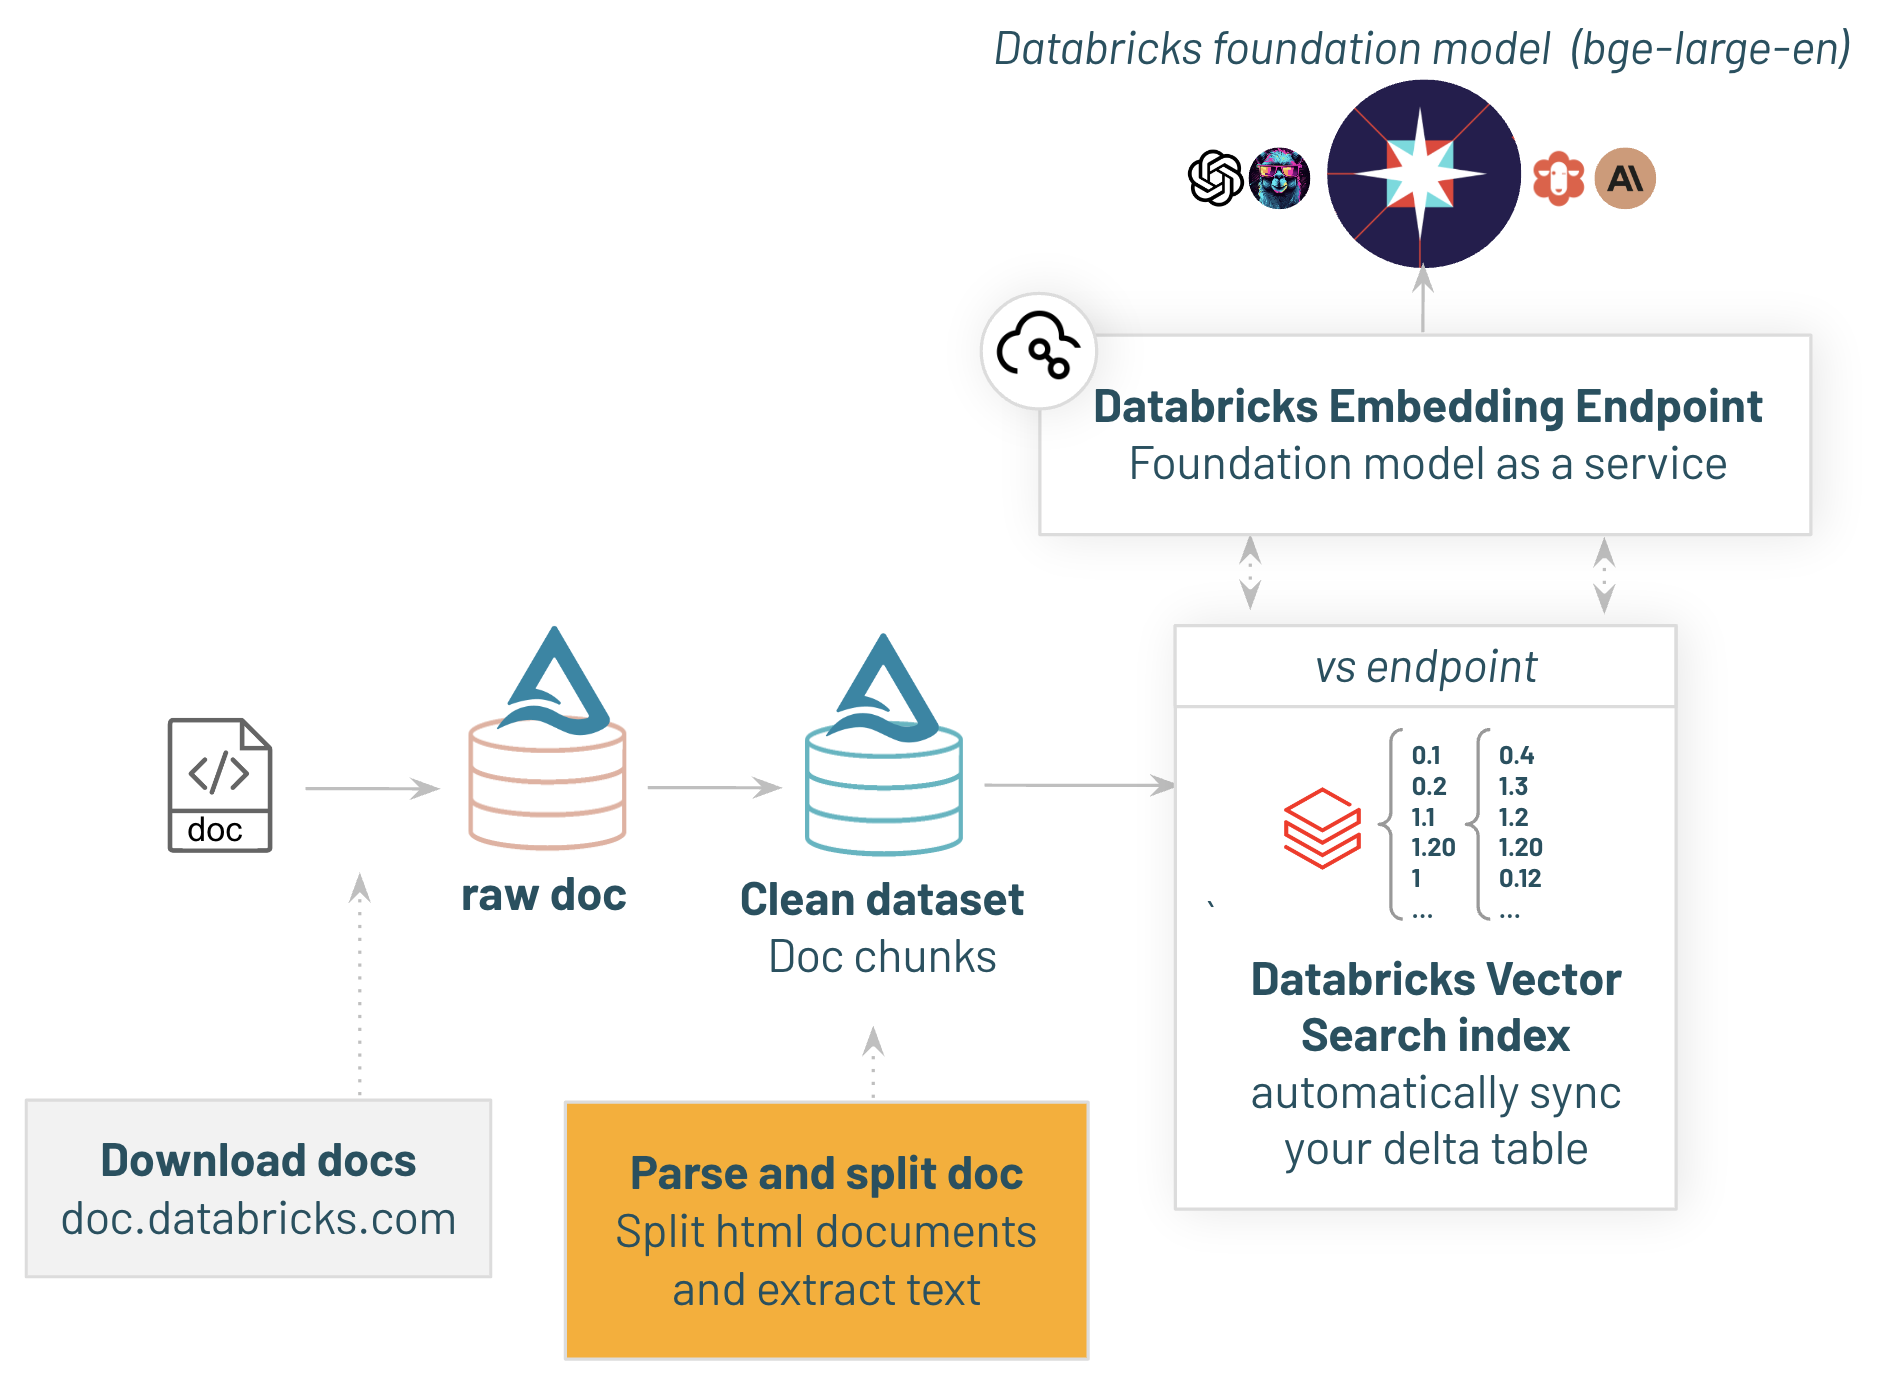 Databricks foundation model (bge-large-en)
A\
Databricks Embedding Endpoint
Foundation model as a service
vs endpoint
0.1
0.2
1.1
1.20
1
...
0.4
1.3
1.2
1.20
0.12
...
`
Databricks Vector
Search index
automatically sync
your delta table
</>
doc
raw doc
Clean dataset
Doc chunks
Download docs
doc.databricks.com
Parse and split doc
Split html documents
and extract text